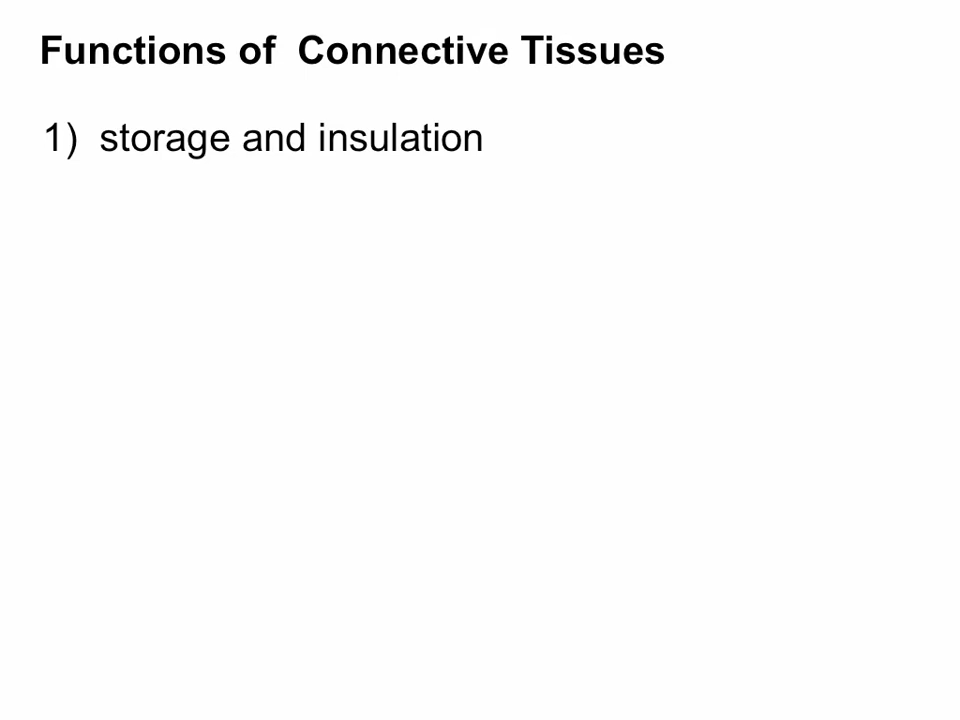 Functions of  Connective Tissues
1)  storage and insulation